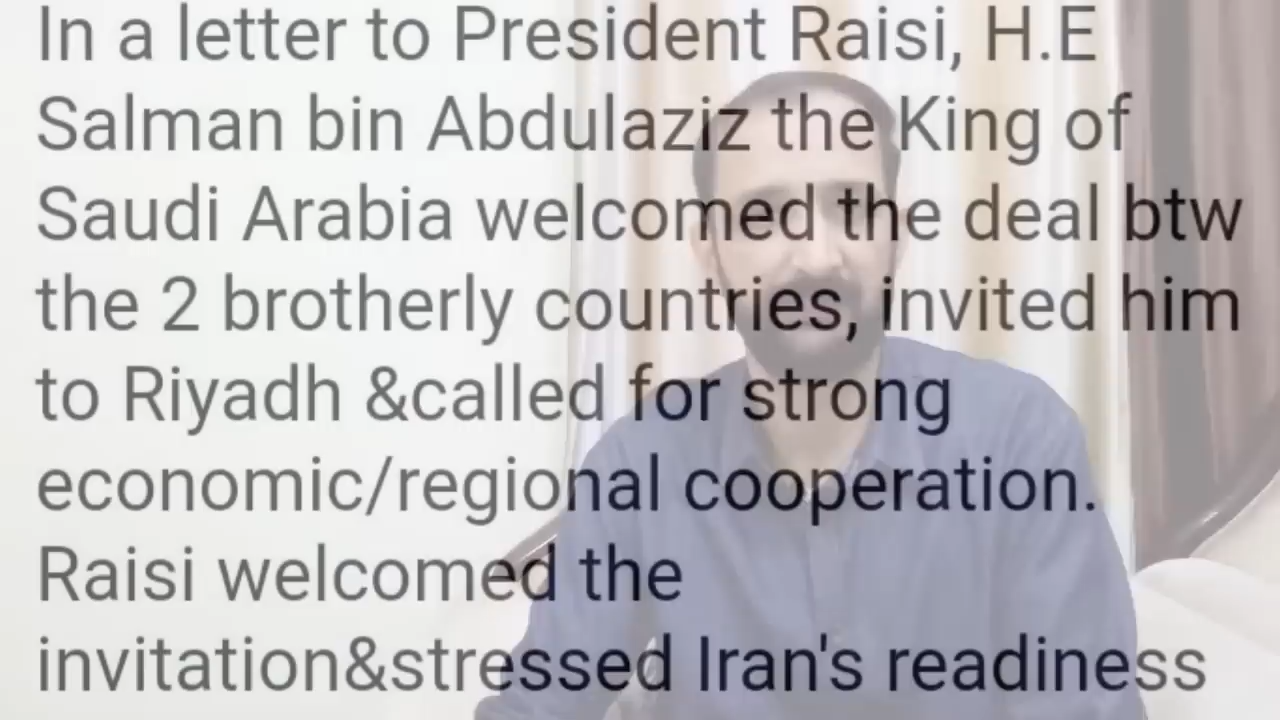 In a letter to President Raisi, H.E
Salman bin Abdulaziz the King of
Saudi Arabia welcomed the deal btw
the 2 brotherly countries, invited him
to Riyadh &called for strong
economic/regional cooperation.
Raisi welcomed the
invitation&stressed Iran's readiness